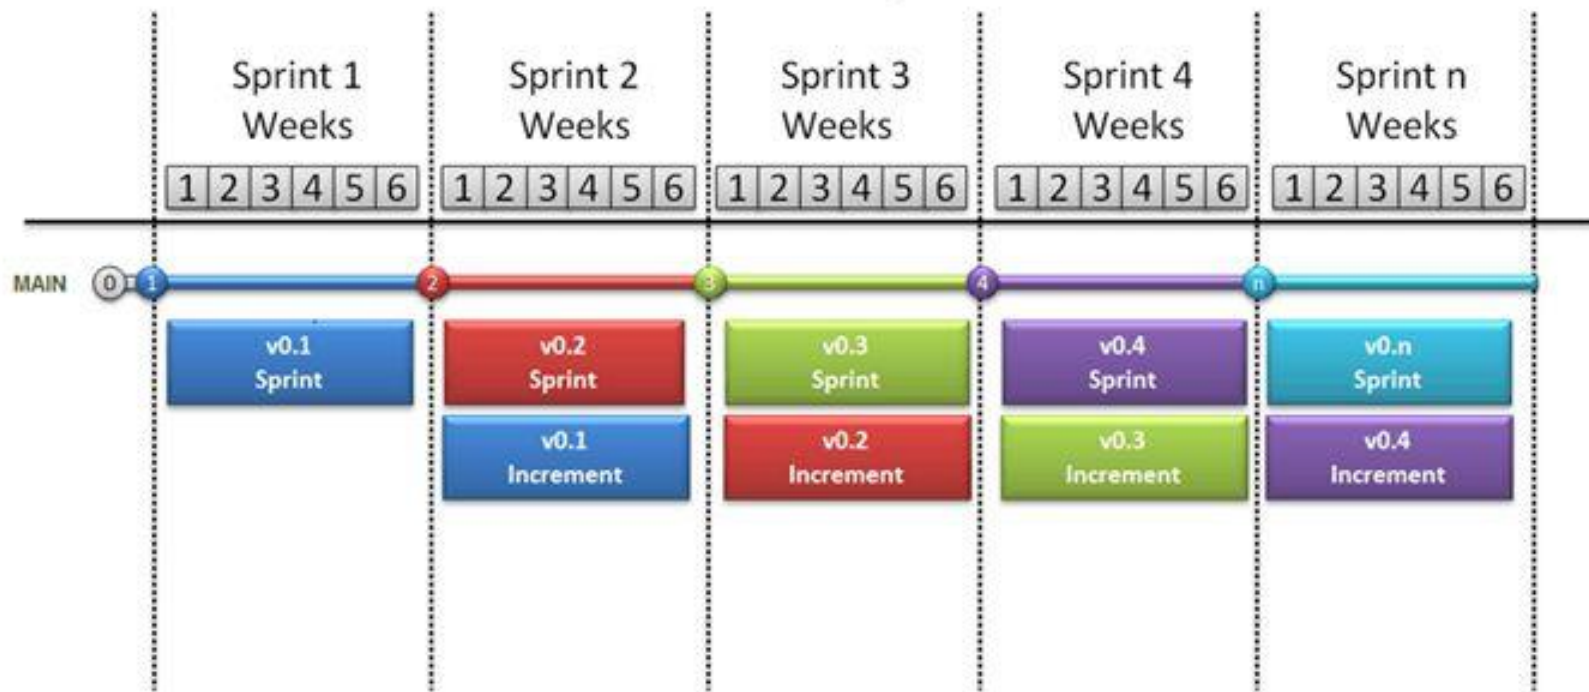 Sprint 1
Weeks
1 2 3 4 5 6
Sprint 2
Weeks
1 2 3 4 5 6
Sprint 3
Weeks
1 2 3 4 5 6
Sprint 4
Weeks
1 2 3 4 5 6
Sprint n
Weeks
1 2 3 4 5 6
MAIN 0 1 2 3 4 n
v0.1
Sprint
v0.2
Sprint
v0.3
Sprint
v0.4
Sprint
v0.n
Sprint
v0.1
Increment
v0.2
Increment
v0.3
Increment
v0.4
Increment